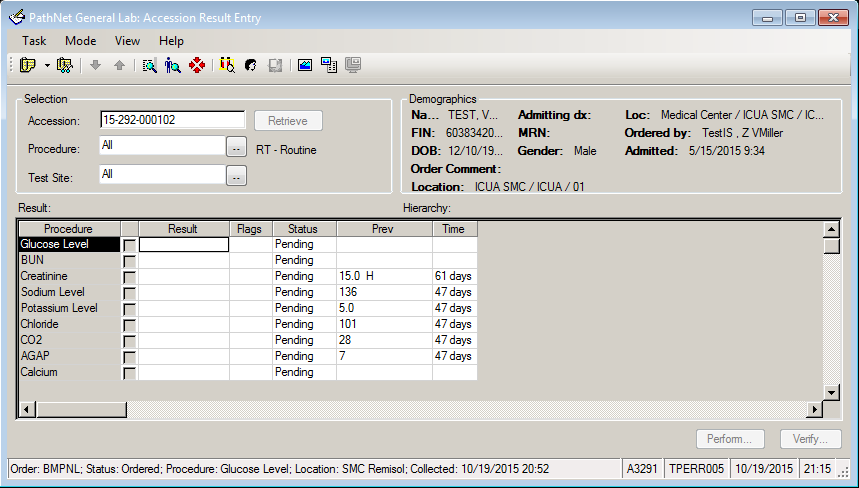 PathNet General Lab: Accession Result Entry
Task Mode View Help
Selection
Accession: 15-292-000102 Retrieve
Procedure: All .. RT - Routine
Test Site: All ..
Demographics
Na... TEST, V... Admitting dx: Loc: Medical Center / ICUA SMC / IC...
FIN: 60383420... MRN: Ordered by: TestIS , Z VMiller
DOB: 12/10/19... Gender: Male Admitted: 5/15/2015 9:34
Order Comment:
Location: ICUA SMC / ICUA / 01
Result: Hierarchy:
Procedure Result Flags Status Prev Time
Glucose Level Pending
BUN Pending
Creatinine Pending 15.0 H 61 days
Sodium Level Pending 136 47 days
Potassium Level Pending 5.0 47 days
Chloride Pending 101 47 days
CO2 Pending 28 47 days
AGAP Pending 7 47 days
Calcium Pending
Perform... Verify...
Order: BMPNL; Status: Ordered; Procedure: Glucose Level; Location: SMC Remisol; Collected: 10/19/2015 20:52 A3291 TPERR005 10/19/2015 21:15